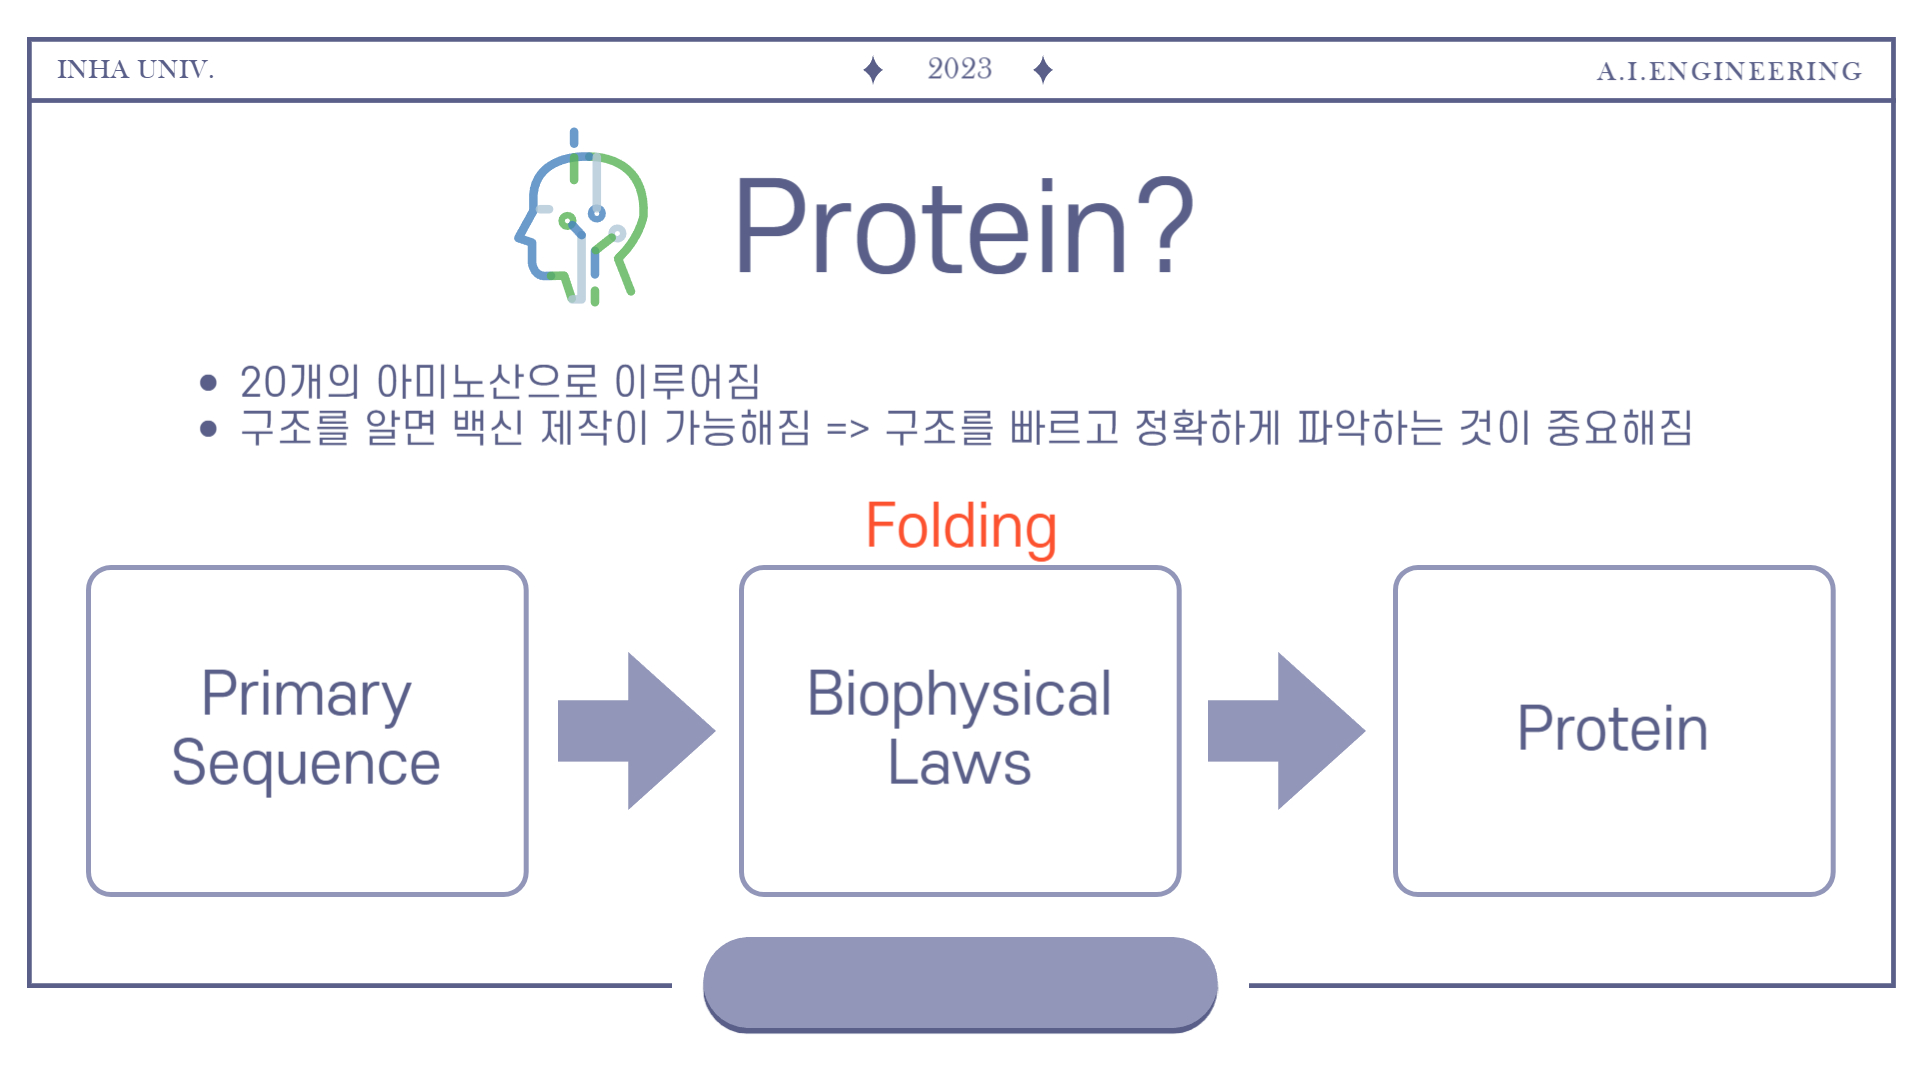 INHA UNIV.
2023
A.I.ENGINEERING
Protein?
• 20개의 아미노산으로 이루어짐
• 구조를 알면 백신 제작이 가능해짐 => 구조를 빠르고 정확하게 파악하는 것이 중요해짐
Folding
Primary
Sequence
Biophysical
Laws
Protein